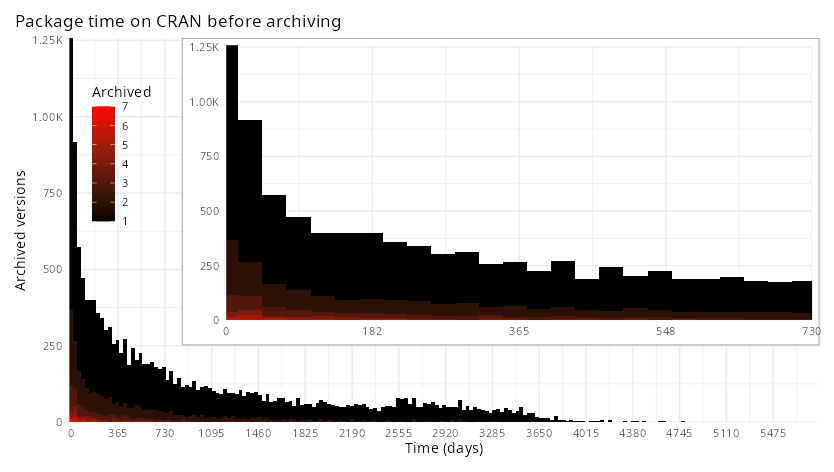 Package time on CRAN before archiving
1.25K
1.00K
750
500
250
0
Archived versions
Archived
7
6
5
4
3
2
1
1.25K
1.00K
750
500
250
0
0 182 365 548 730
0 365 730 1095 1460 1825 2190 2555 2920 3285 3650 4015 4380 4745 5110 5475
Time (days)